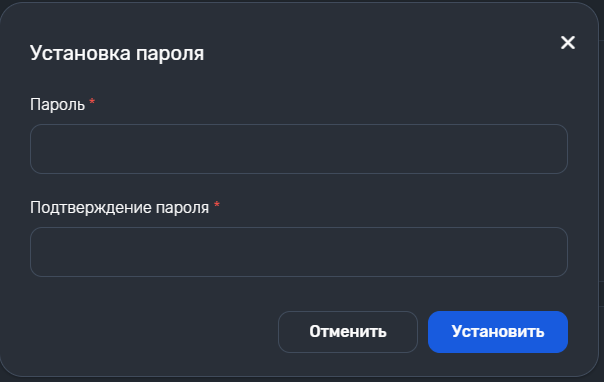 Установка пароля
Пароль *
Подтверждение пароля *
Отменить
Установить